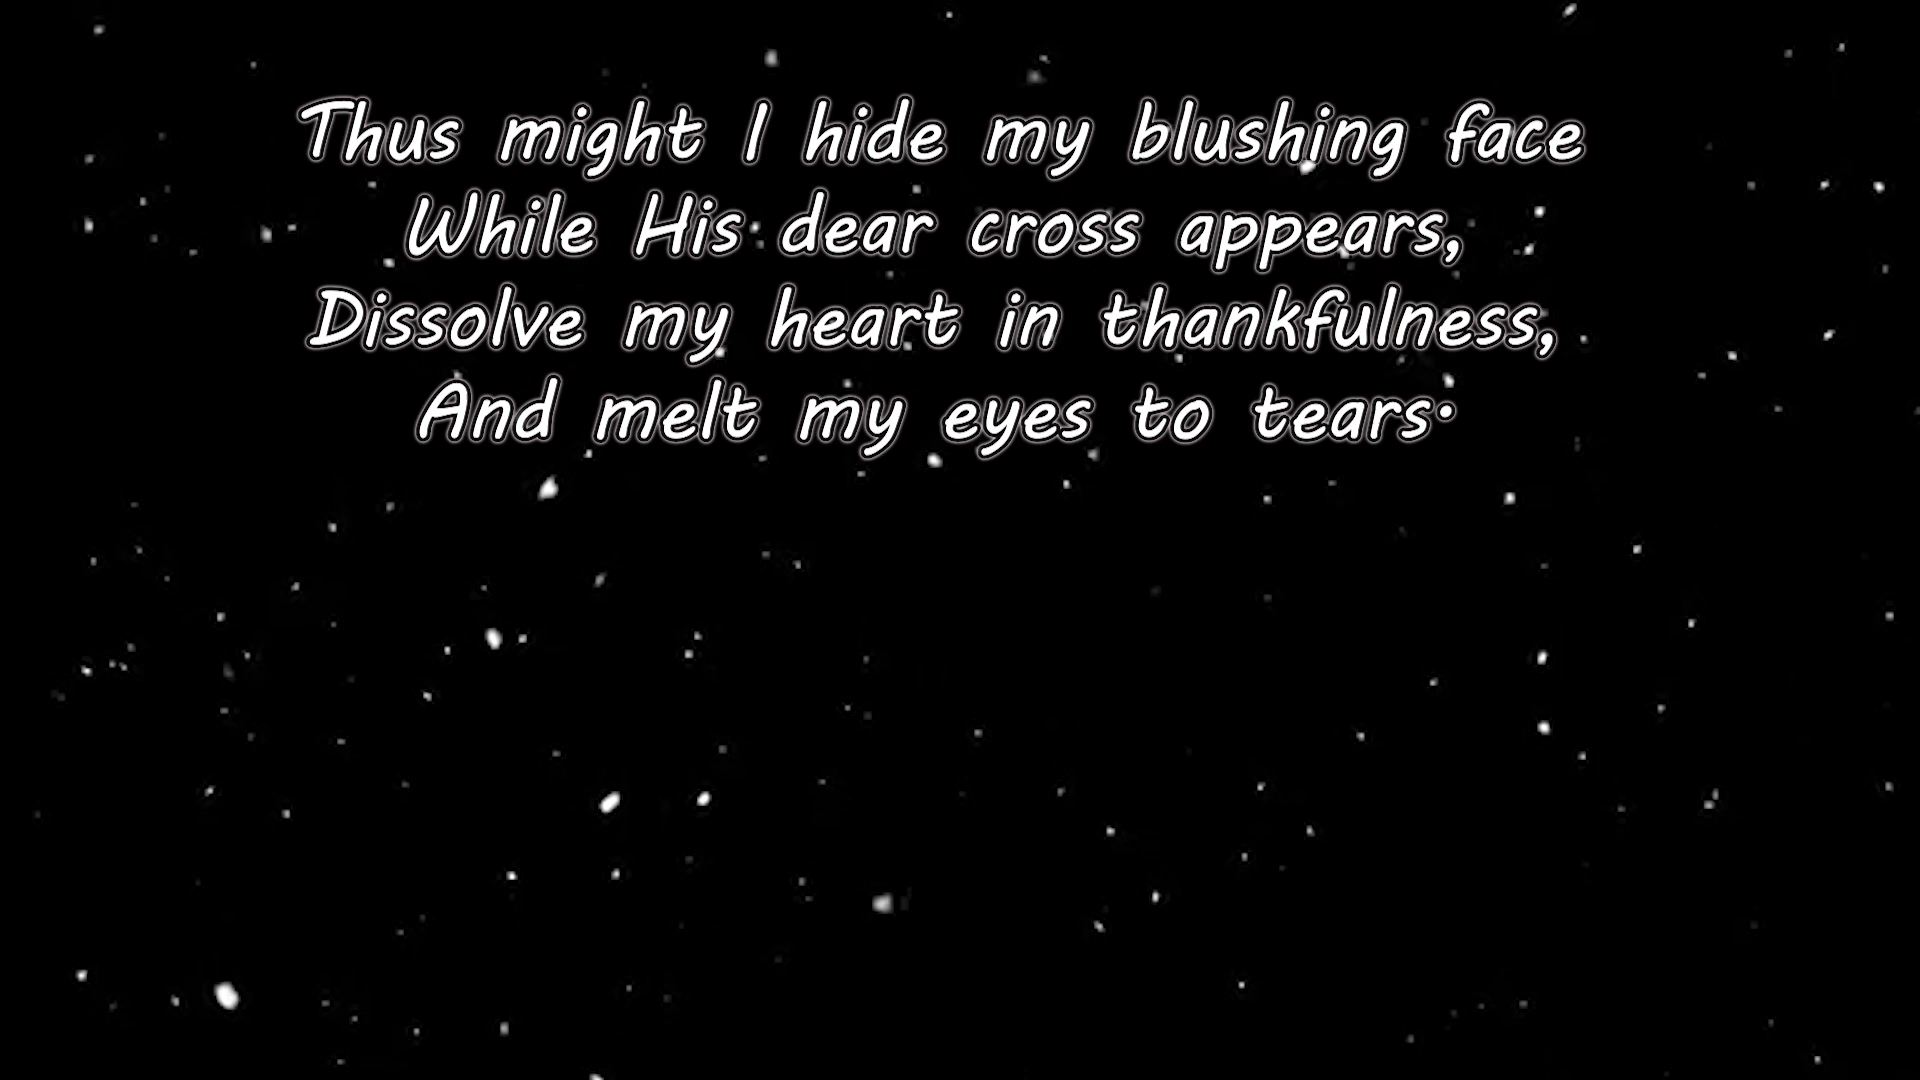 Thus might I hide my blushing face
While His dear cross appears,
Dissolve my heart in thankfulness,
And melt my eyes to tears.